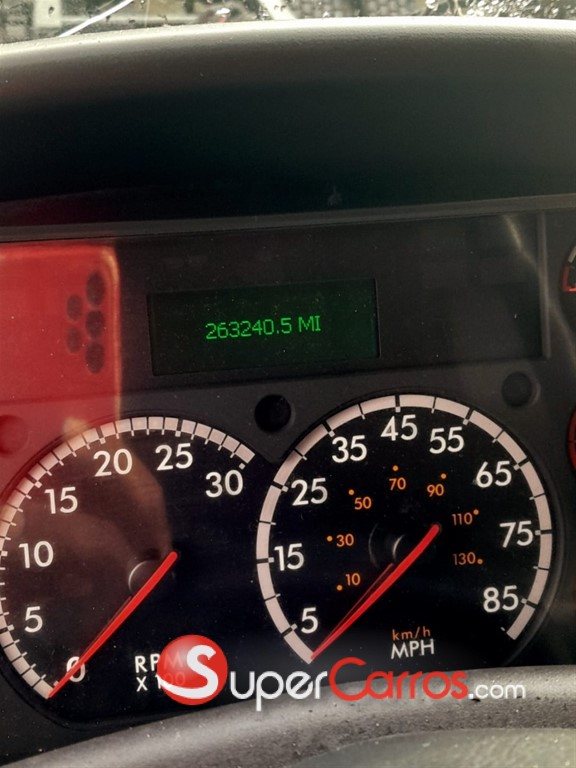 263240.5 MI
0 5 10 15 20 25 30
RPM
X 100
5 15 25 35 45 55 65 75 85
10 30 50 70 90 110 130
km/h
MPH
SuperCarros.com